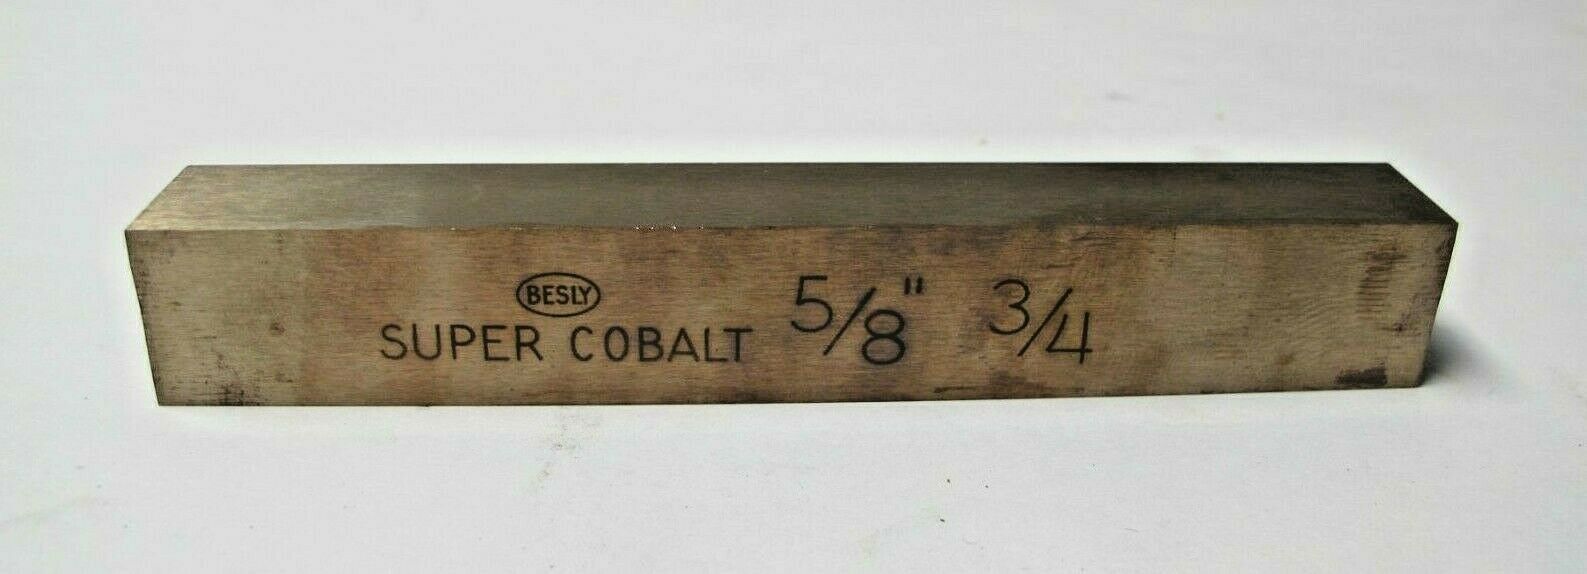 BESLY
SUPER COBALT 5/8" 3/4